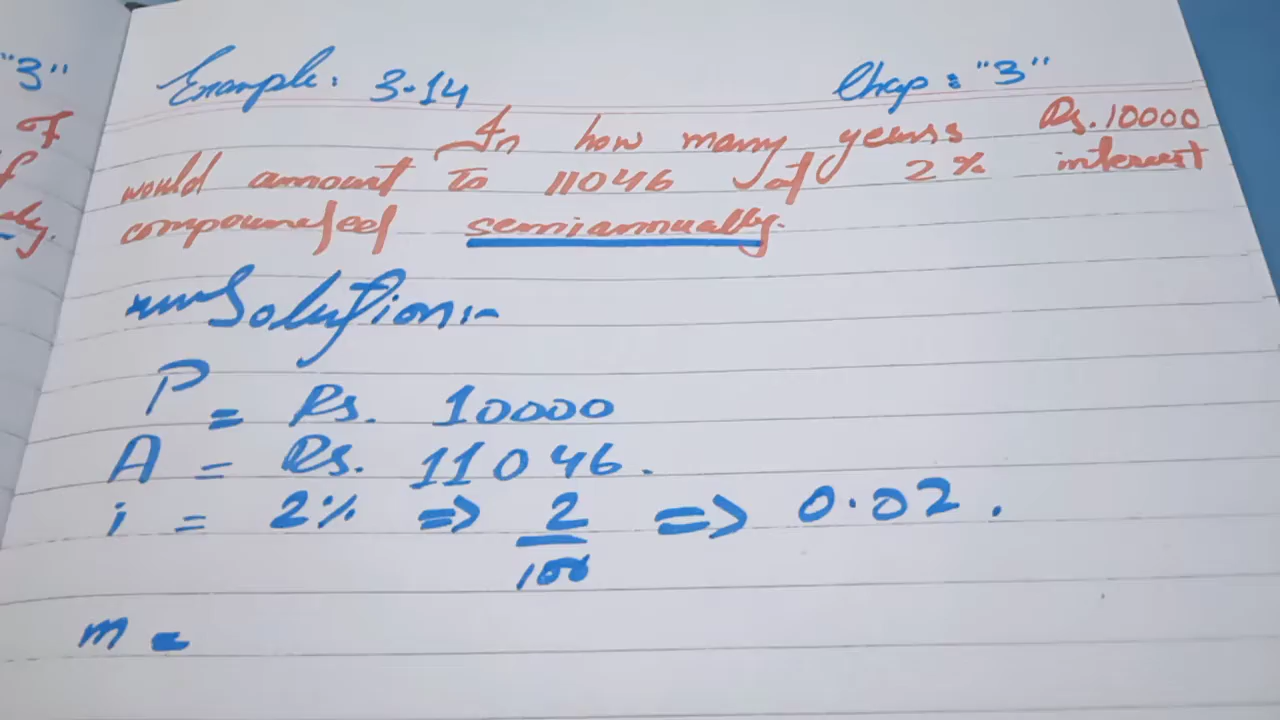 "3"
Example: 3.14 Chap: "3"
In how many years Rs. 10000
would amount to 11046 at 2% interest
compounded semiannually.
Solution:-
P = Rs. 10000
A = Rs. 11046.
i = 2% => 2/100 => 0.02.
m =